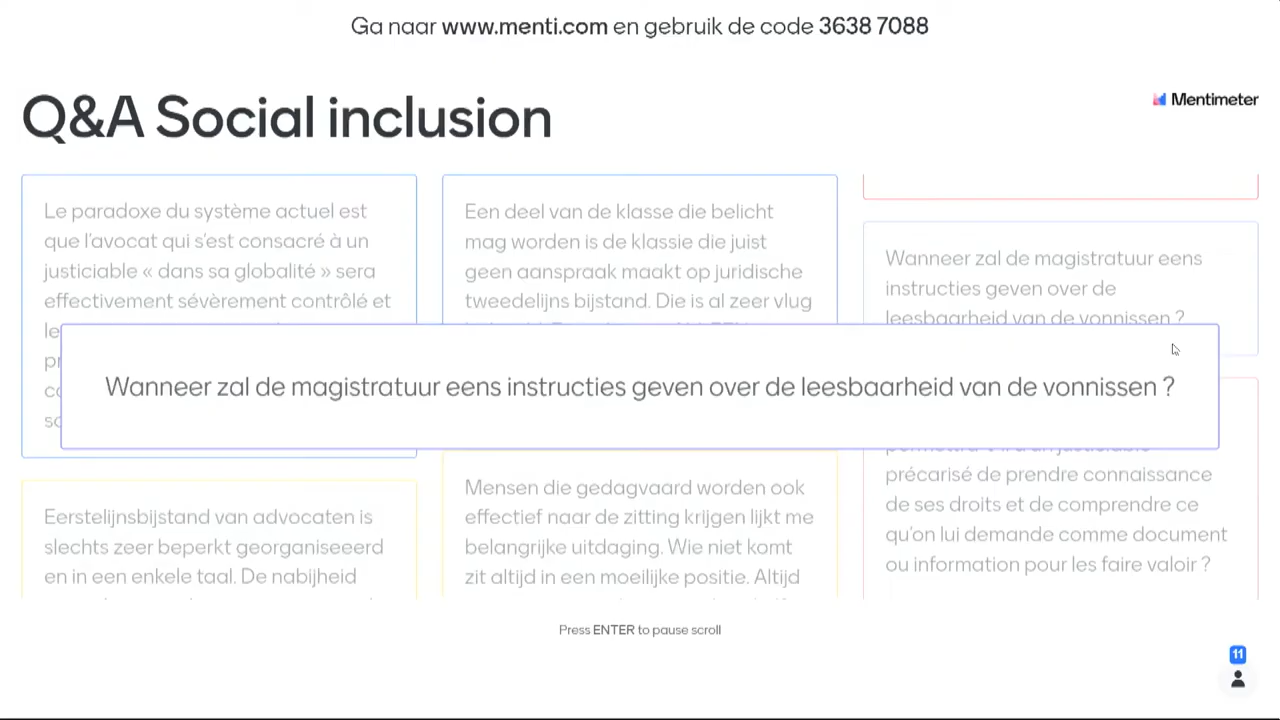 Ga naar www.menti.com en gebruik de code 3638 7088
Q&A Social inclusion
Mentimeter
Le paradoxe du système actuel est
que l'avocat qui s'est consacré à un
justiciable « dans sa globalité » sera
effectivement sévèrement contrôlé et
Een deel van de klasse die belicht
mag worden is de klassie die juist
geen aanspraak maakt op juridische
tweedelijns bijstand. Die is al zeer vlug
Wanneer zal de magistratuur eens
instructies geven over de
leesbaarheid van de vonnissen ?
Wanneer zal de magistratuur eens instructies geven over de leesbaarheid van de vonnissen ?
Eerstelijnsbijstand van advocaten is
slechts zeer beperkt georganiseeerd
en in een enkele taal. De nabijheid
Mensen die gedagvaard worden ook
effectief naar de zitting krijgen lijkt me
belangrijke uitdaging. Wie niet komt
zit altijd in een moeilijke positie. Altijd
précarisé de prendre connaissance
de ses droits et de comprendre ce
qu'on lui demande comme document
ou information pour les faire valoir ?
Press ENTER to pause scroll
11